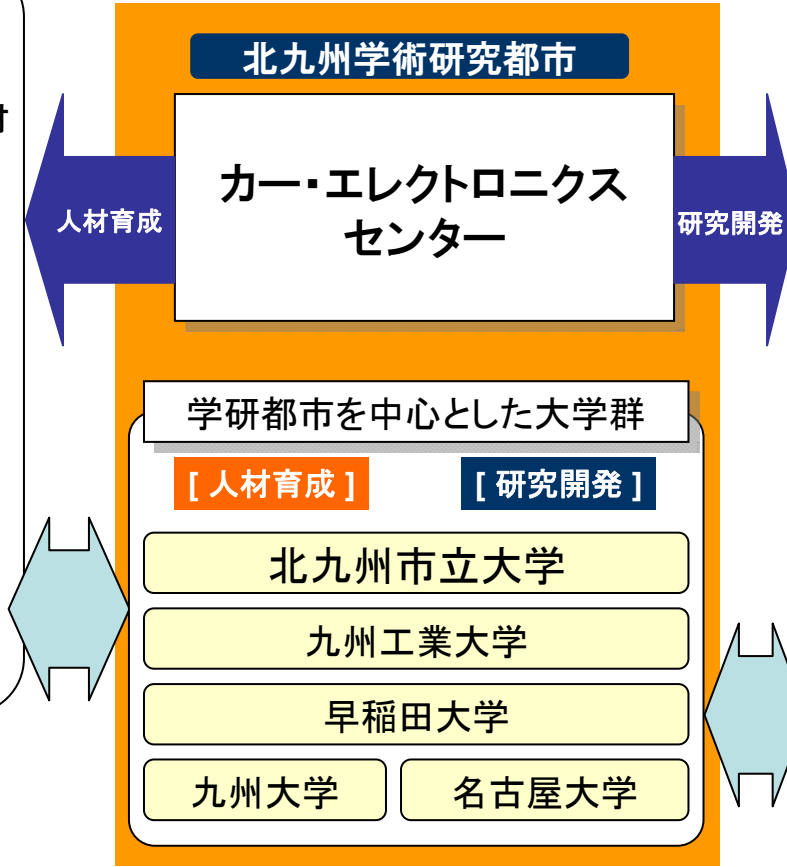 北九州学術研究都市
カー・エレクトロニクス
センター
人材育成
研究開発
学研都市を中心とした大学群
[ 人材育成 ]
[ 研究開発 ]
北九州市立大学
九州工業大学
早稲田大学
九州大学
名古屋大学